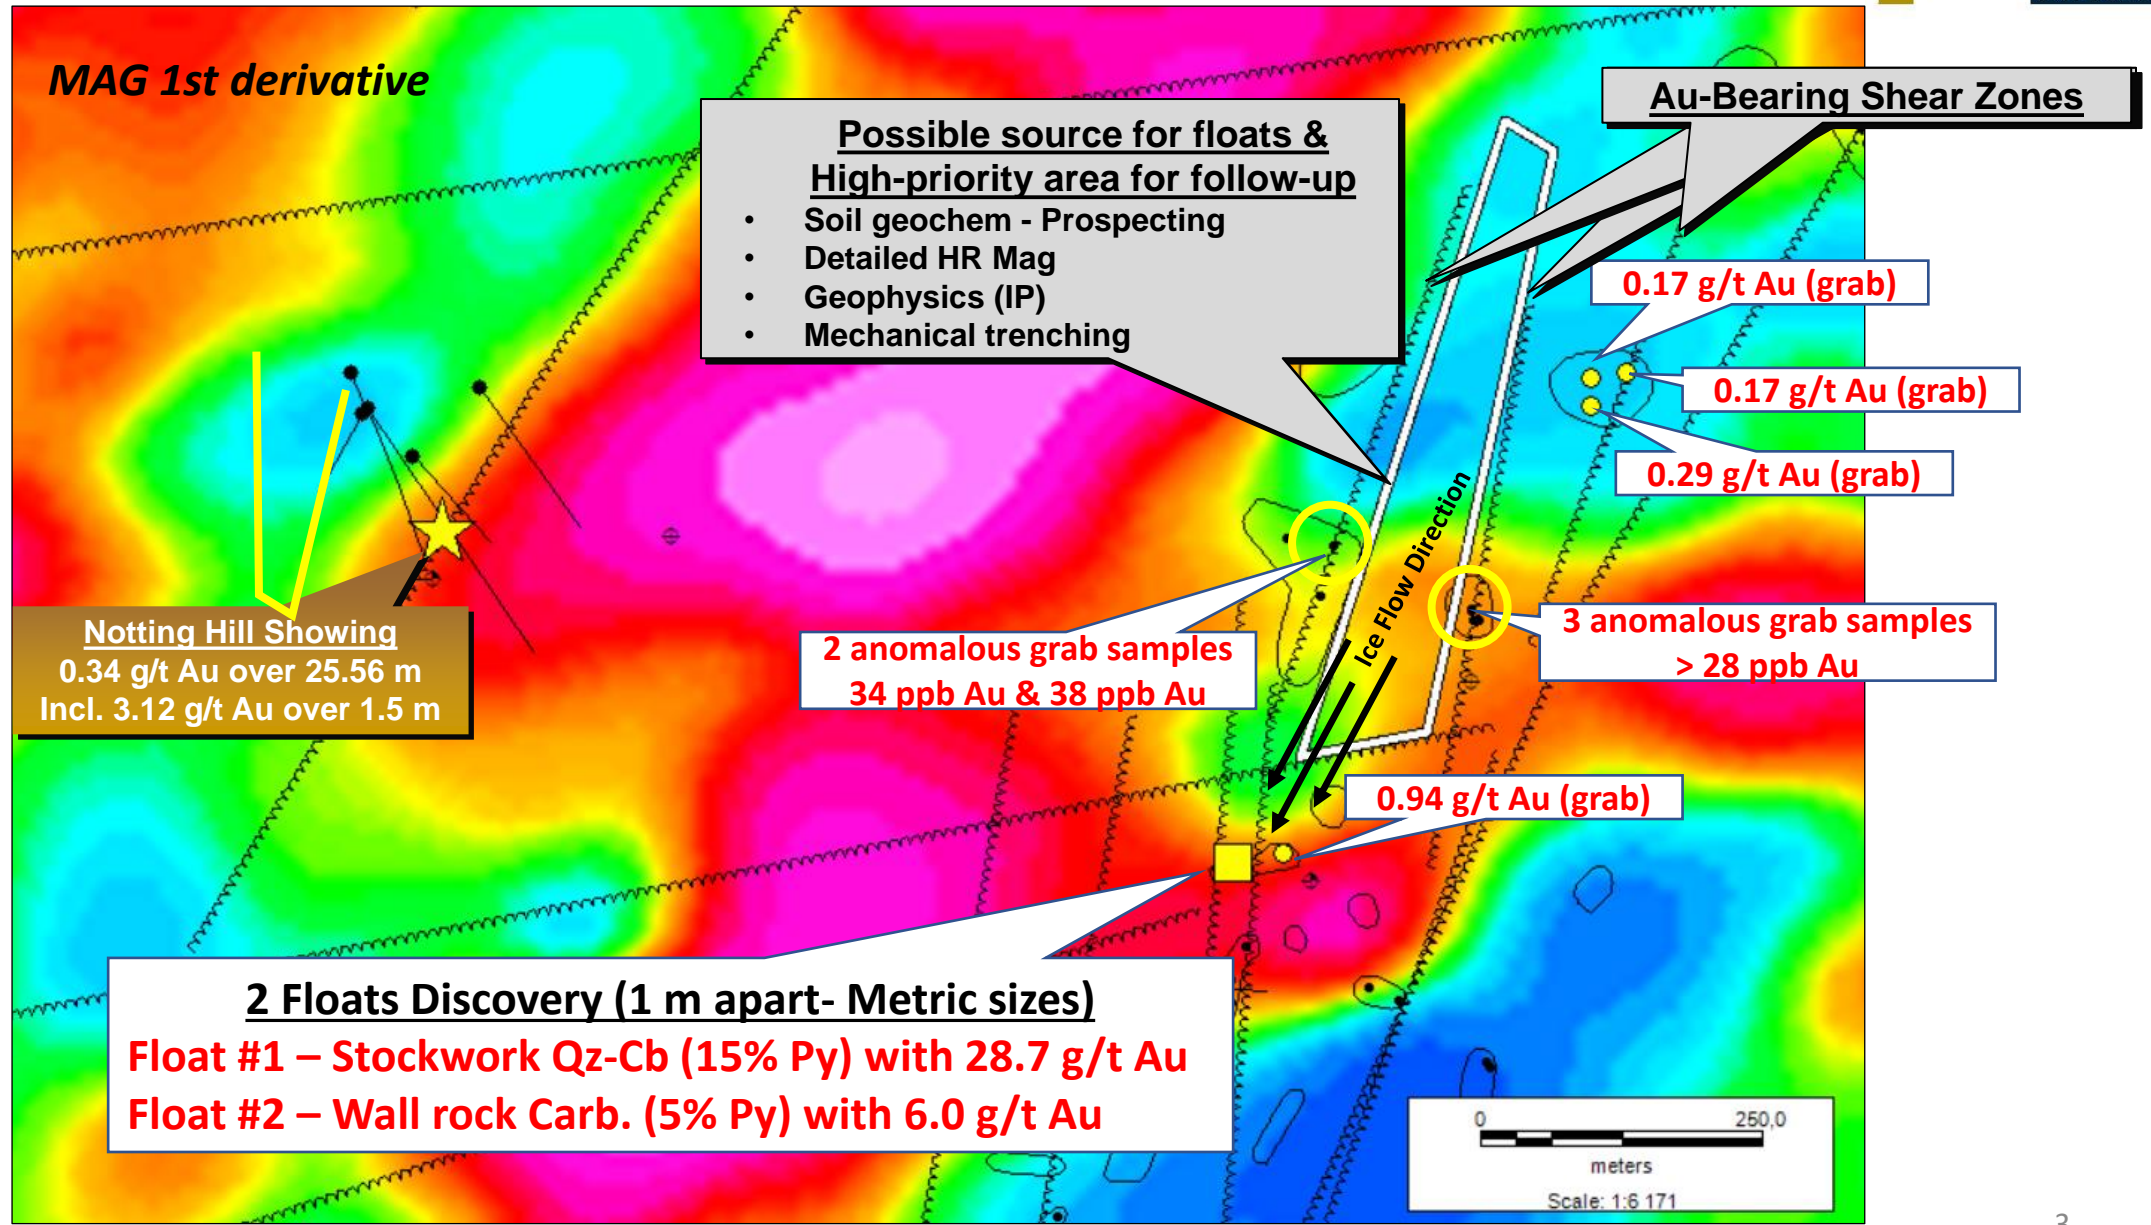 MAG 1st derivative
Au-Bearing Shear Zones
Possible source for floats &
High-priority area for follow-up
• Soil geochem - Prospecting
• Detailed HR Mag
• Geophysics (IP)
• Mechanical trenching
0.17 g/t Au (grab)
0.17 g/t Au (grab)
0.29 g/t Au (grab)
Ice Flow Direction
Notting Hill Showing
0.34 g/t Au over 25.56 m
Incl. 3.12 g/t Au over 1.5 m
2 anomalous grab samples
34 ppb Au & 38 ppb Au
3 anomalous grab samples
> 28 ppb Au
0.94 g/t Au (grab)
2 Floats Discovery (1 m apart- Metric sizes)
Float #1 – Stockwork Qz-Cb (15% Py) with 28.7 g/t Au
Float #2 – Wall rock Carb. (5% Py) with 6.0 g/t Au
0 250,0
meters
Scale: 1:6 171
3